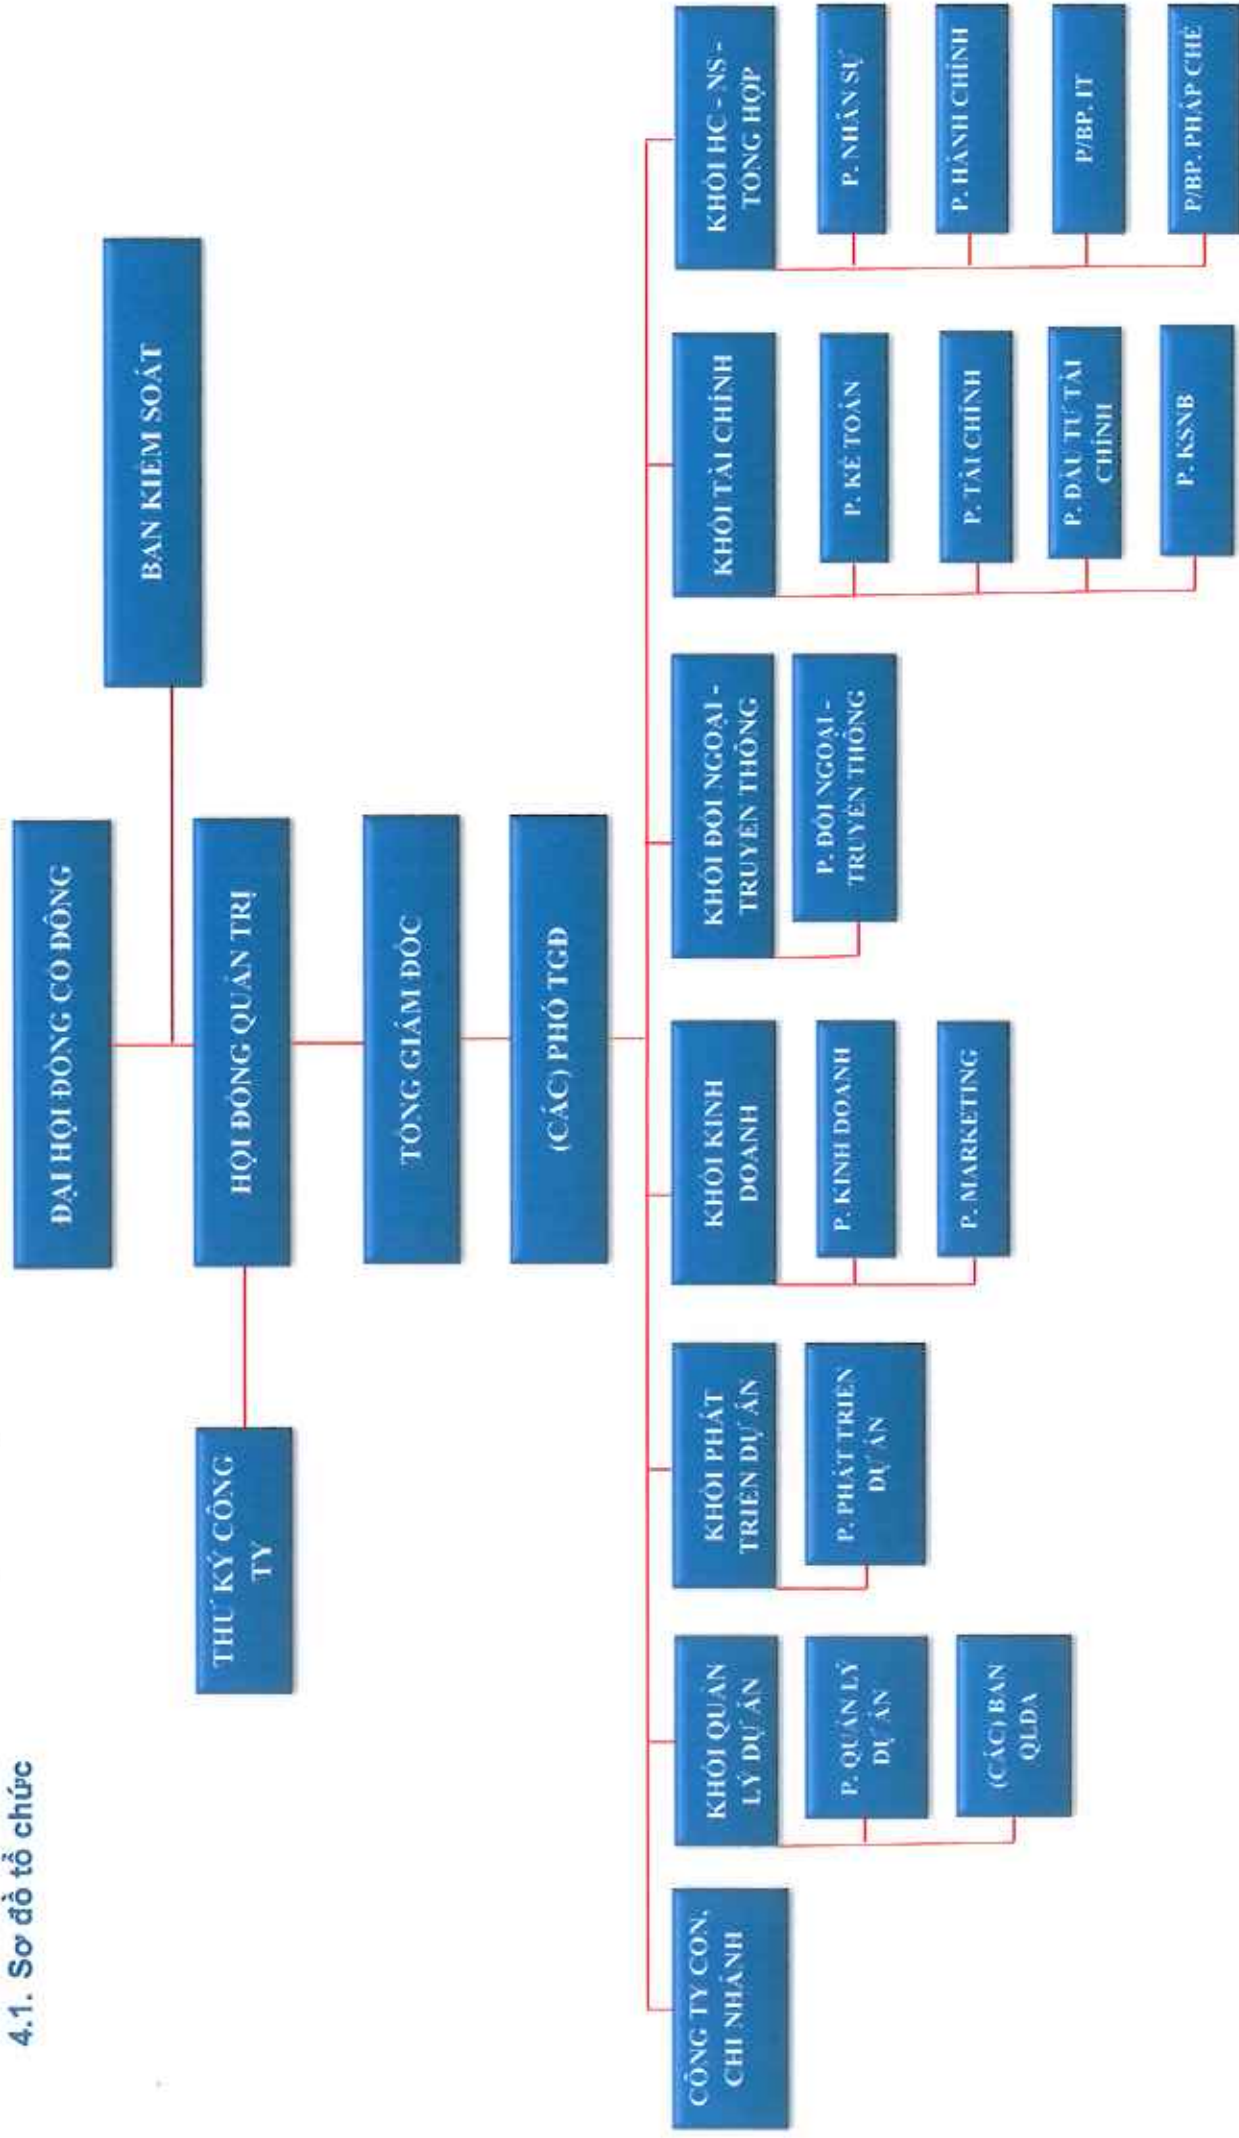 4.1. Sơ đồ tổ chức
ĐẠI HỘI ĐỒNG CỔ ĐÔNG
BAN KIỂM SOÁT
THƯ KÝ CÔNG
TY
HỘI ĐỒNG QUẢN TRỊ
TỔNG GIÁM ĐỐC
(CÁC) PHÓ TGĐ
CÔNG TY CON,
CHI NHÁNH
KHỐI QUẢN
LÝ DỰ ÁN
P. QUẢN LÝ
DỰ ÁN
(CÁC) BAN
QLDA
KHỐI PHÁT
TRIỂN DỰ ÁN
P. PHÁT TRIỂN
DỰ ÁN
KHỐI KINH
DOANH
P. KINH DOANH
P. MARKETING
KHỐI ĐỐI NGOẠI -
TRUYỀN THÔNG
P. ĐỐI NGOẠI -
TRUYỀN THÔNG
KHỐI TÀI CHÍNH
P. KẾ TOÁN
P. TÀI CHÍNH
P. ĐẦU TƯ TÀI
CHÍNH
P. KSNB
KHỐI HC - NS -
TỔNG HỢP
P. NHÂN SỰ
P. HÀNH CHÍNH
P/BP. IT
P/BP. PHÁP CHẾ